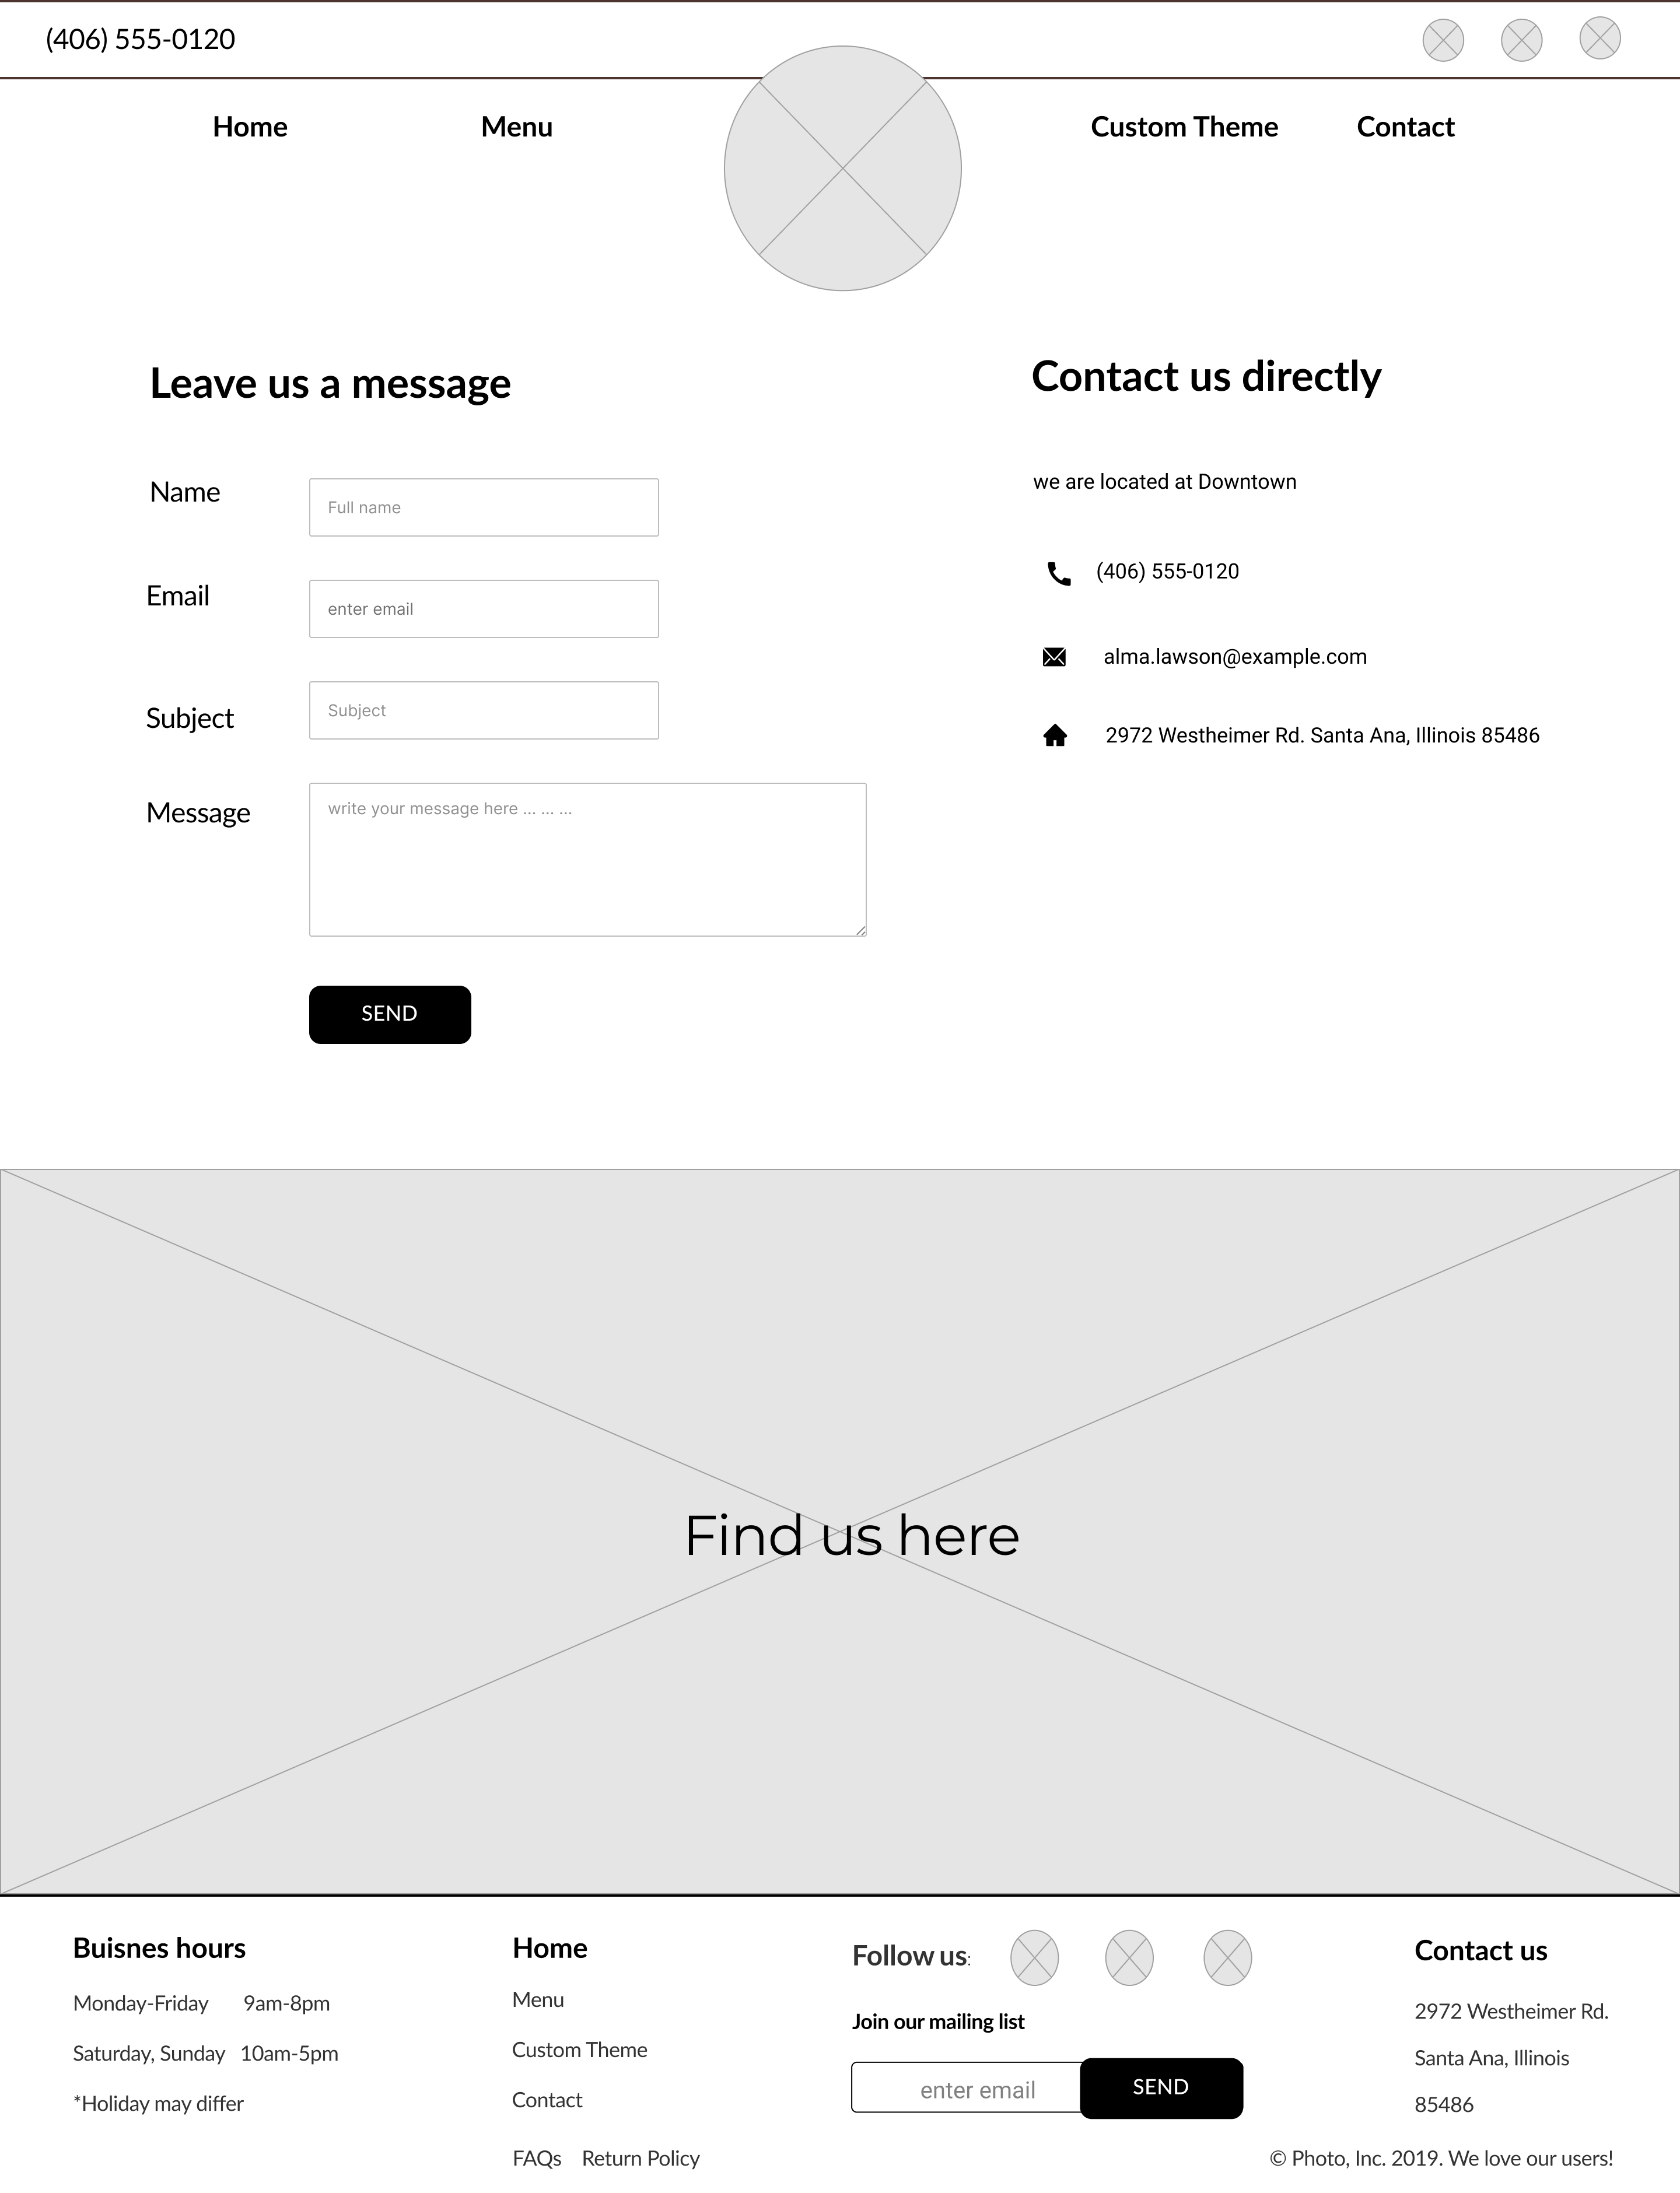 (406) 555-0120
Home
Menu
Custom Theme
Contact
Leave us a message
Name
Full name
Email
enter email
Subject
Subject
Message
write your message here ... ... ...
SEND
Contact us directly
we are located at Downtown
(406) 555-0120
alma.lawson@example.com
2972 Westheimer Rd. Santa Ana, Illinois 85486
Find us here
Buisnes hours
Monday-Friday 9am-8pm
Saturday, Sunday 10am-5pm
*Holiday may differ
Home
Menu
Custom Theme
Contact
FAQs Return Policy
Follow us:
Join our mailing list
enter email
SEND
Contact us
2972 Westheimer Rd.
Santa Ana, Illinois
85486
© Photo, Inc. 2019. We love our users!